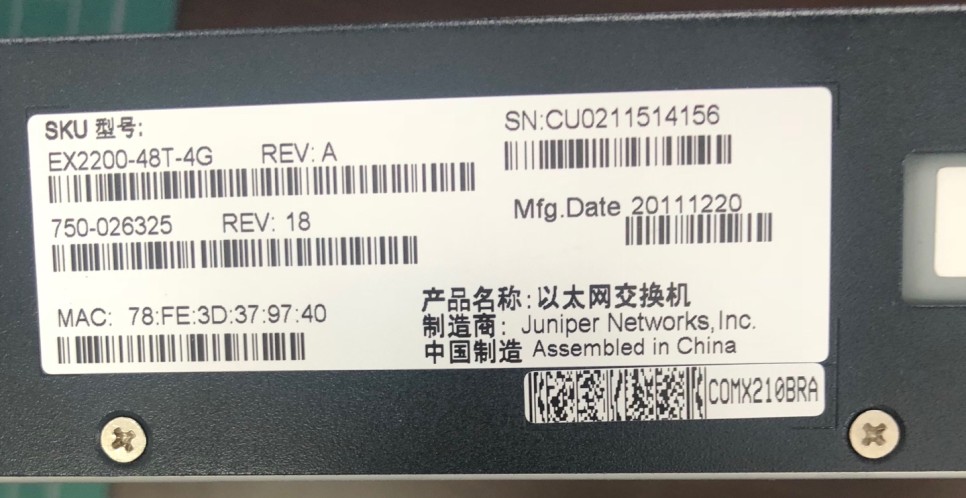 SKU 型号:
EX2200-48T-4G REV: A
750-026325 REV: 18
MAC: 78:FE:3D:37:97:40
SN:CU0211514156
Mfg.Date 20111220
产品名称: 以太网交换机
制造商: Juniper Networks,Inc.
中国制造 Assembled in China
COMX210BRA